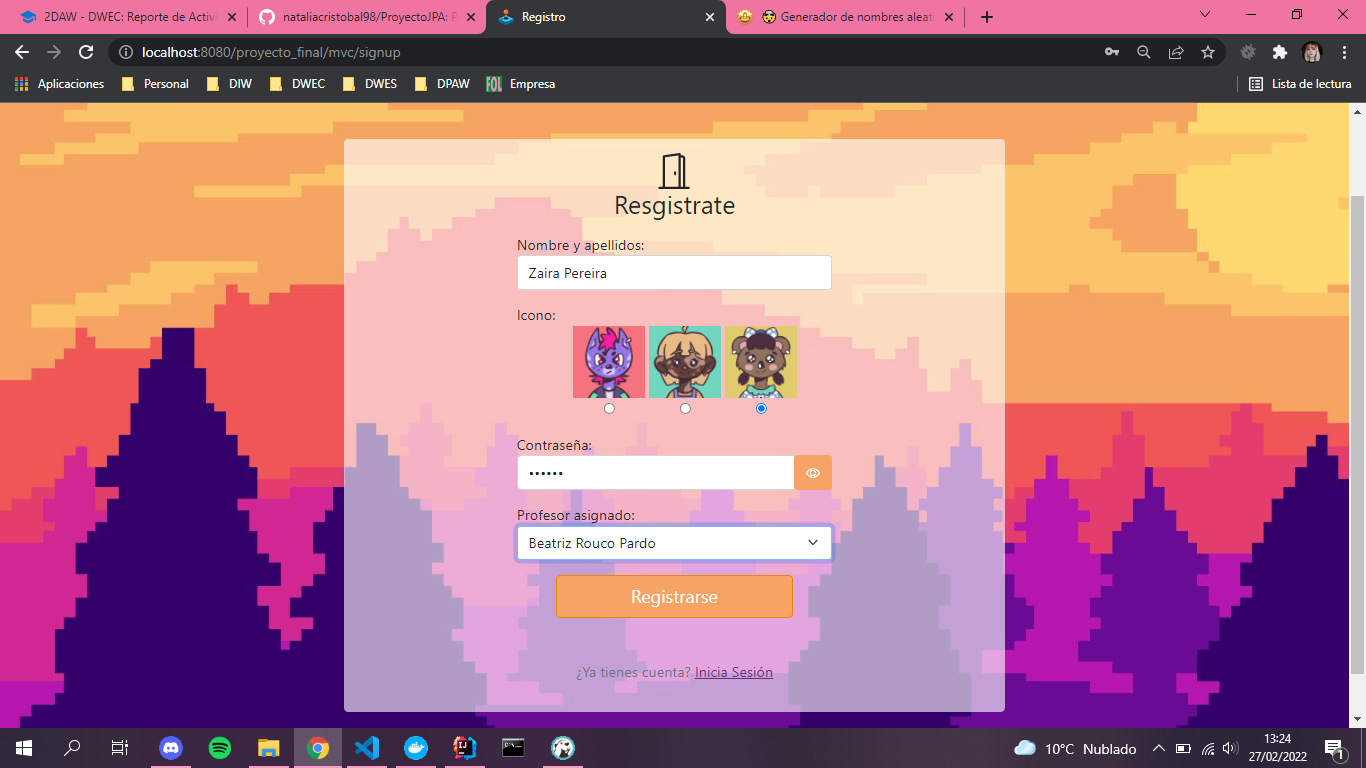 2DAW - DWEC: Reporte de Activi
nataliacristobal98/ProyectoJPA: P
Registro
Generador de nombres aleato
localhost:8080/proyecto_final/mvc/signup
Aplicaciones
Personal
DIW
DWEC
DWES
DPAW
FOL
Empresa
Lista de lectura
Resgistrate
Nombre y apellidos:
Zaira Pereira
Icono:
Contraseña:
••••••
Profesor asignado:
Beatriz Rouco Pardo
Registrarse
¿Ya tienes cuenta? Inicia Sesión
10°C Nublado
13:24
27/02/2022
1